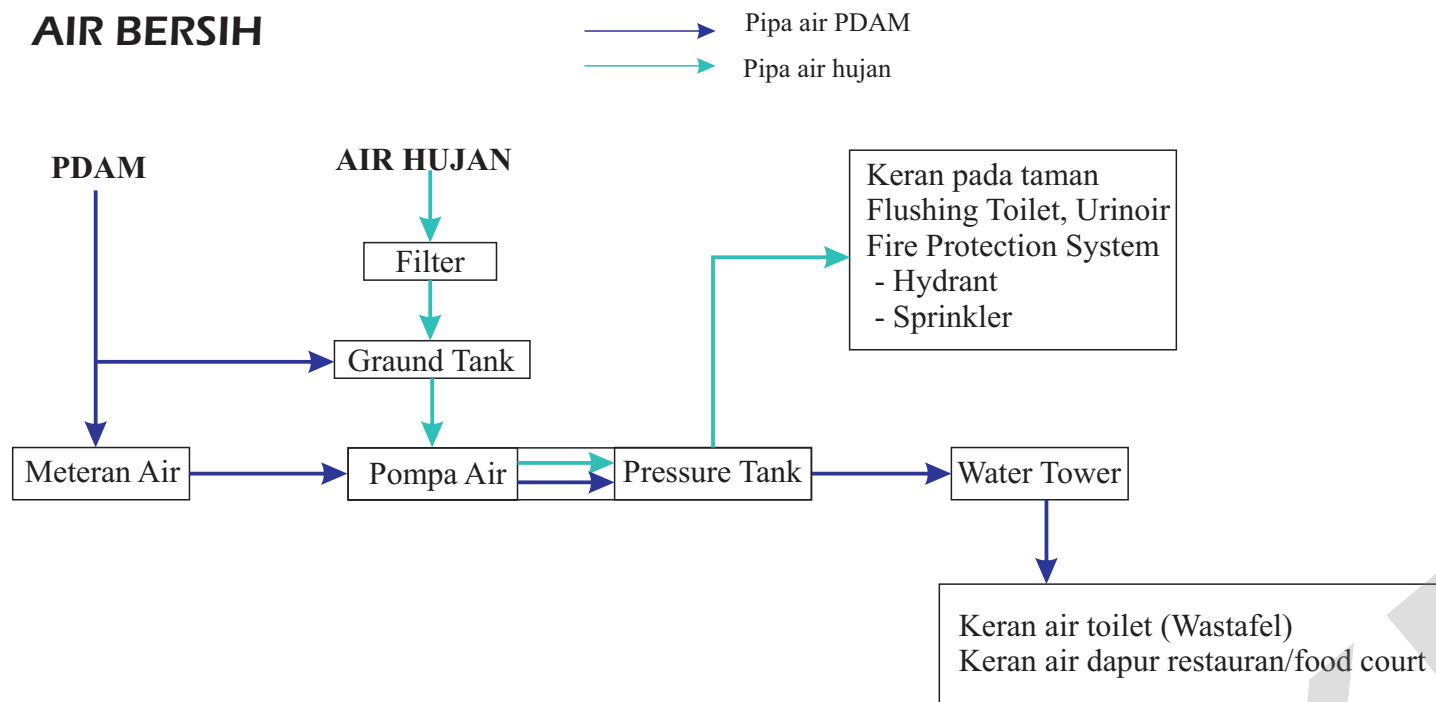 AIR BERSIH
Pipa air PDAM
Pipa air hujan
PDAM
AIR HUJAN
Filter
Graund Tank
Meteran Air
Pompa Air
Pressure Tank
Water Tower
Keran pada taman
Flushing Toilet, Urinoir
Fire Protection System
- Hydrant
- Sprinkler
Keran air toilet (Wastafel)
Keran air dapur restauran/food court